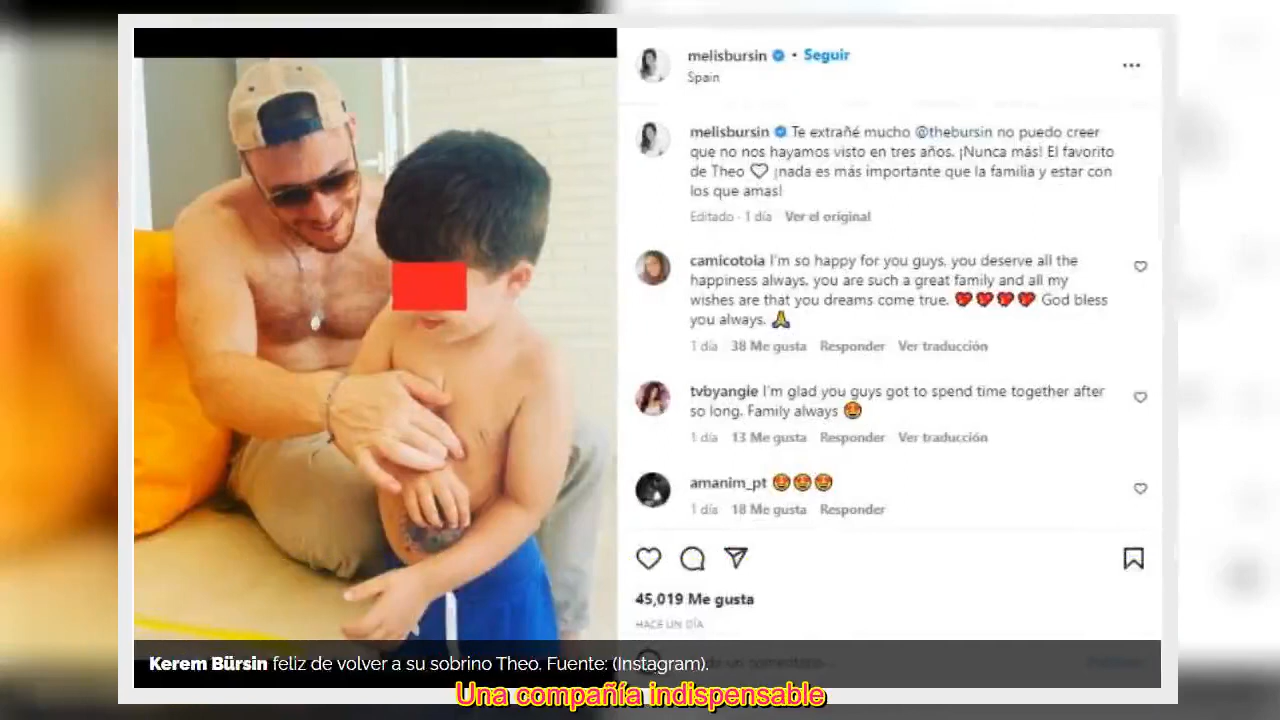 melisbursin • Seguir
Spain
melisbursin Te extrañé mucho @thebursin no puedo creer
que no nos hayamos visto en tres años. ¡Nunca más! El favorito
de Theo ♡ ¡nada es más importante que la familia y estar con
los que amas!
Editado · 1 día Ver el original
camicotoia I'm so happy for you guys, you deserve all the
happiness always, you are such a great family and all my
wishes are that you dreams come true. 💖💖💖💖 God bless
you always. 🙏
1 día 38 Me gusta Responder Ver traducción
tvbyangie I'm glad you guys got to spend time together after
so long. Family always 🤩
1 día 13 Me gusta Responder Ver traducción
amanim_pt 🤩🤩🤩
1 día 18 Me gusta Responder
45,019 Me gusta
HACE UN DÍA
Kerem Bürsin feliz de volver a su sobrino Theo. Fuente: (Instagram).
Una compañía indispensable